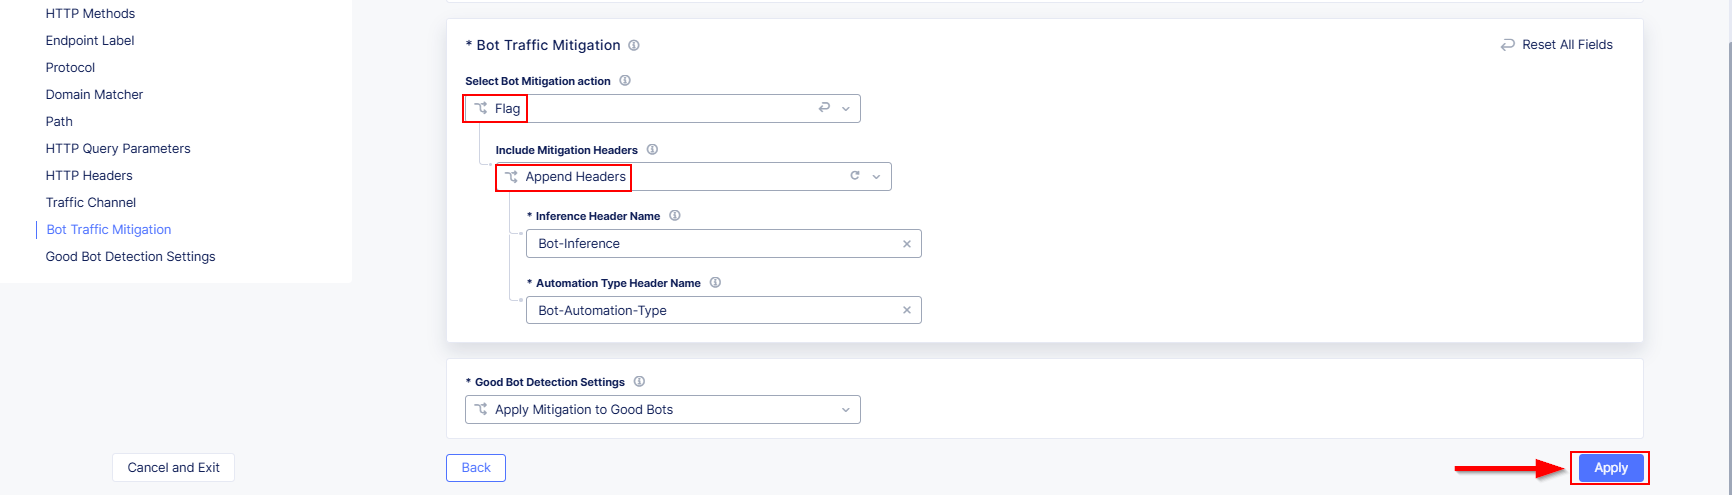 HTTP Methods
Endpoint Label
Protocol
Domain Matcher
Path
HTTP Query Parameters
HTTP Headers
Traffic Channel
Bot Traffic Mitigation
Good Bot Detection Settings
Cancel and Exit
* Bot Traffic Mitigation
Reset All Fields
Select Bot Mitigation action
Flag
Include Mitigation Headers
Append Headers
* Inference Header Name
Bot-Inference
* Automation Type Header Name
Bot-Automation-Type
* Good Bot Detection Settings
Apply Mitigation to Good Bots
Back
Apply